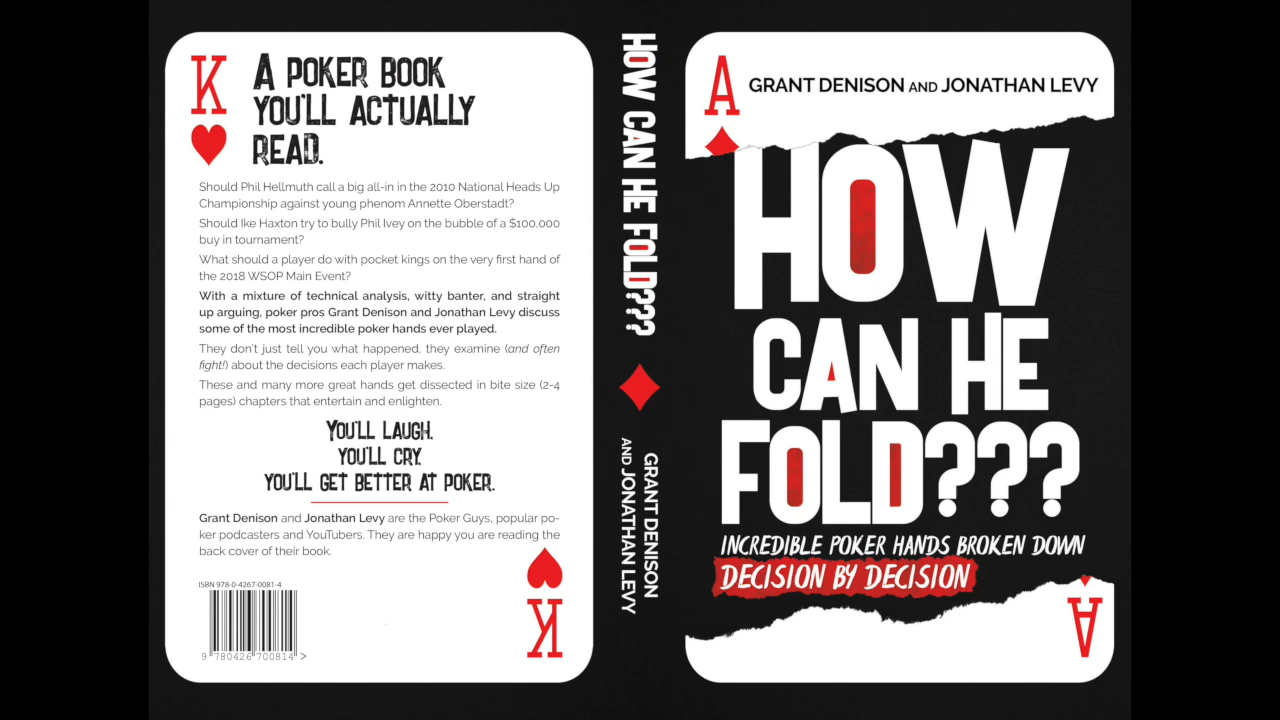 K
A POKER BOOK
YOU'LL ACTUALLY
READ.
Should Phil Hellmuth call a big all-in in the 2010 National Heads Up
Championship against young phenom Annette Oberstadt?
Should Ike Haxton try to bully Phil Ivey on the bubble of a $100,000
buy in tournament?
What should a player do with pocket kings on the very first hand of
the 2018 WSOP Main Event?
With a mixture of technical analysis, witty banter, and straight
up arguing, poker pros Grant Denison and Jonathan Levy discuss
some of the most incredible poker hands ever played.
They don't just tell you what happened, they examine (and often
fight!) about the decisions each player makes.
These and many more great hands get dissected in bite size (2-4
pages) chapters that entertain and enlighten.
YOU'LL LAUGH.
YOU'LL CRY.
YOU'LL GET BETTER AT POKER.
Grant Denison and Jonathan Levy are the Poker Guys, popular po-
ker podcasters and YouTubers. They are happy you are reading the
back cover of their book.
ISBN 978-0-4267-0081-4
9 780426 700814 >
K
HOW CAN HE FOLD???
GRANT DENISON
AND JONATHAN LEVY
A
GRANT DENISON AND JONATHAN LEVY
HOW
CAN HE
FOLD???
INCREDIBLE POKER HANDS BROKEN DOWN
DECISION BY DECISION
A